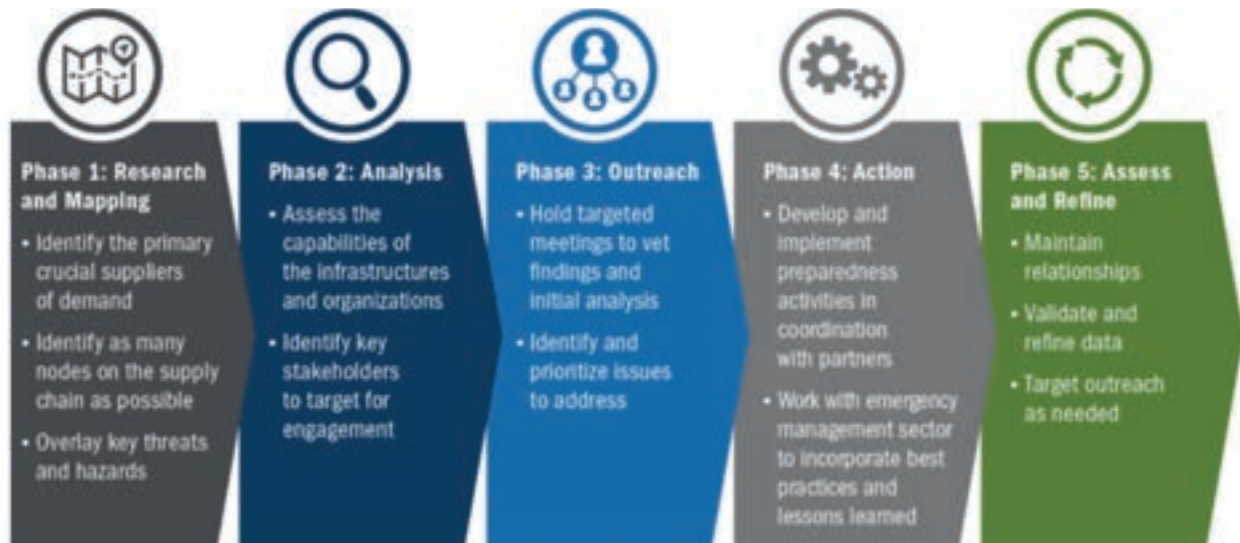 Phase 1: Research
and Mapping
• Identify the primary
crucial suppliers
of demand
• Identify as many
nodes on the supply
chain as possible
• Overlay key threats
and hazards
Phase 2: Analysis
• Assess the
capabilities of
the infrastructures
and organizations
• Identify key
stakeholders
to target for
engagement
Phase 3: Outreach
• Hold targeted
meetings to vet
findings and
initial analysis
• Identify and
prioritize issues
to address
Phase 4: Action
• Develop and
implement
preparedness
activities in
coordination
with partners
• Work with emergency
management sector
to incorporate best
practices and
lessons learned
Phase 5: Assess
and Refine
• Maintain
relationships
• Validate and
refine data
• Target outreach
as needed